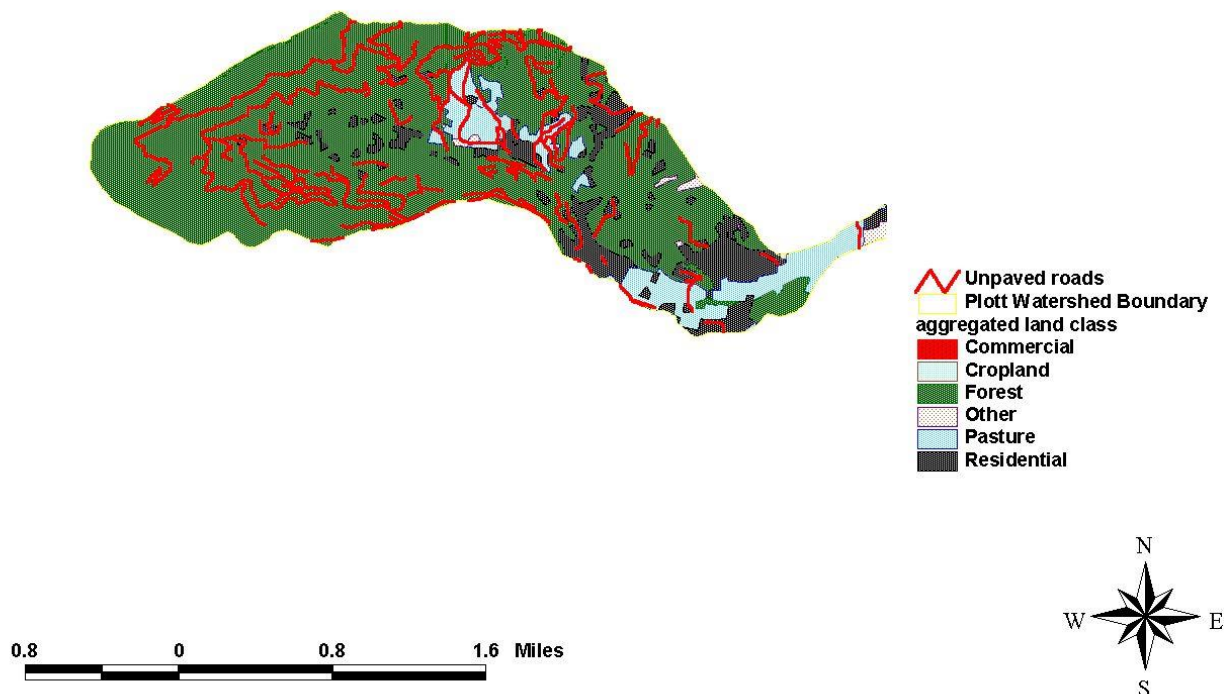 Unpaved roads
Plott Watershed Boundary
aggregated land class
Commercial
Cropland
Forest
Other
Pasture
Residential
N
W E
S
0.8 0 0.8 1.6 Miles